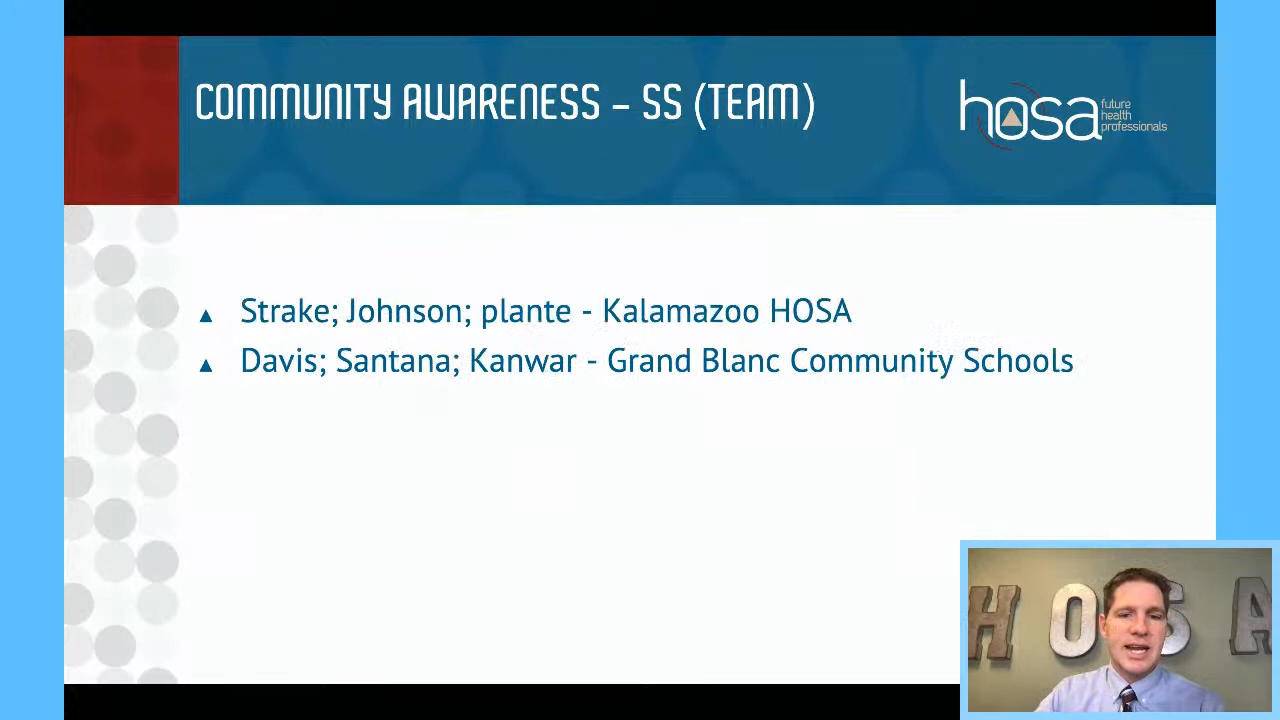 COMMUNITY AWARENESS – SS (TEAM)
hosa
future
health
professionals
▲ Strake; Johnson; plante - Kalamazoo HOSA
▲ Davis; Santana; Kanwar - Grand Blanc Community Schools
HOSA